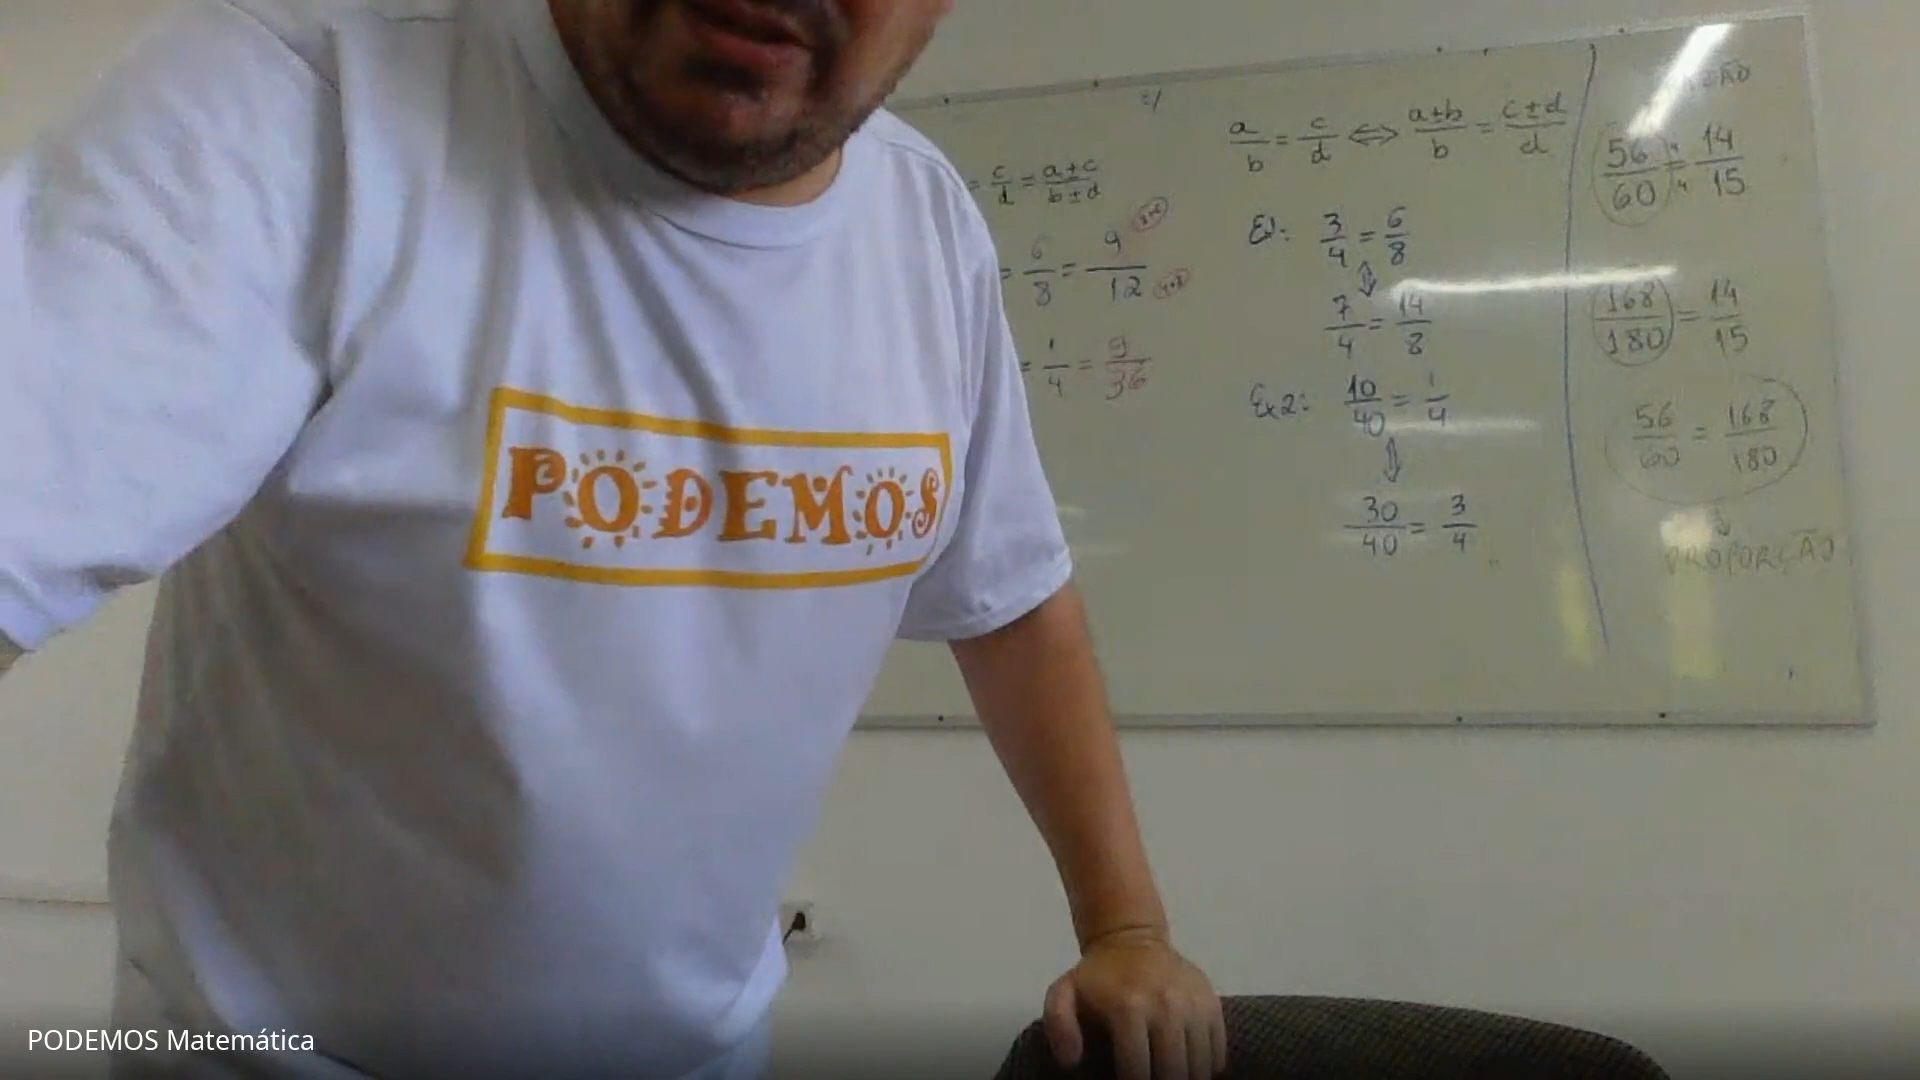 PODEMOS
= c/d = a±c/b±d
= 6/8 = 9/12
= 1/4 = 9/36
a/b = c/d ⟺ a±b/b = c±d/d
Ex1: 3/4 = 6/8
⇕
7/4 = 14/8
Ex2: 10/40 = 1/4
⇕
30/40 = 3/4
56/60 = 14/15
168/180 = 14/15
56/60 = 168/180
↓
PROPORÇÃO
PODEMOS Matemática